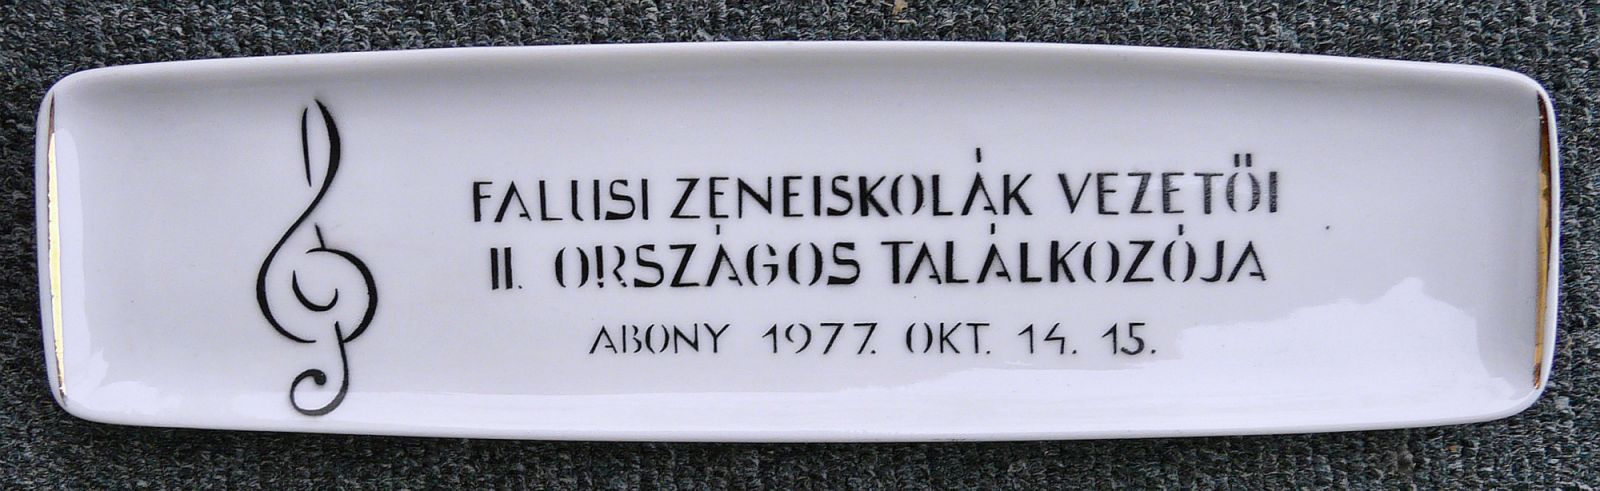 FALUSI ZENEISKOLÁK VEZETŐI
II. ORSZÁGOS TALÁLKOZÓJA
ABONY 1977. OKT. 14. 15.